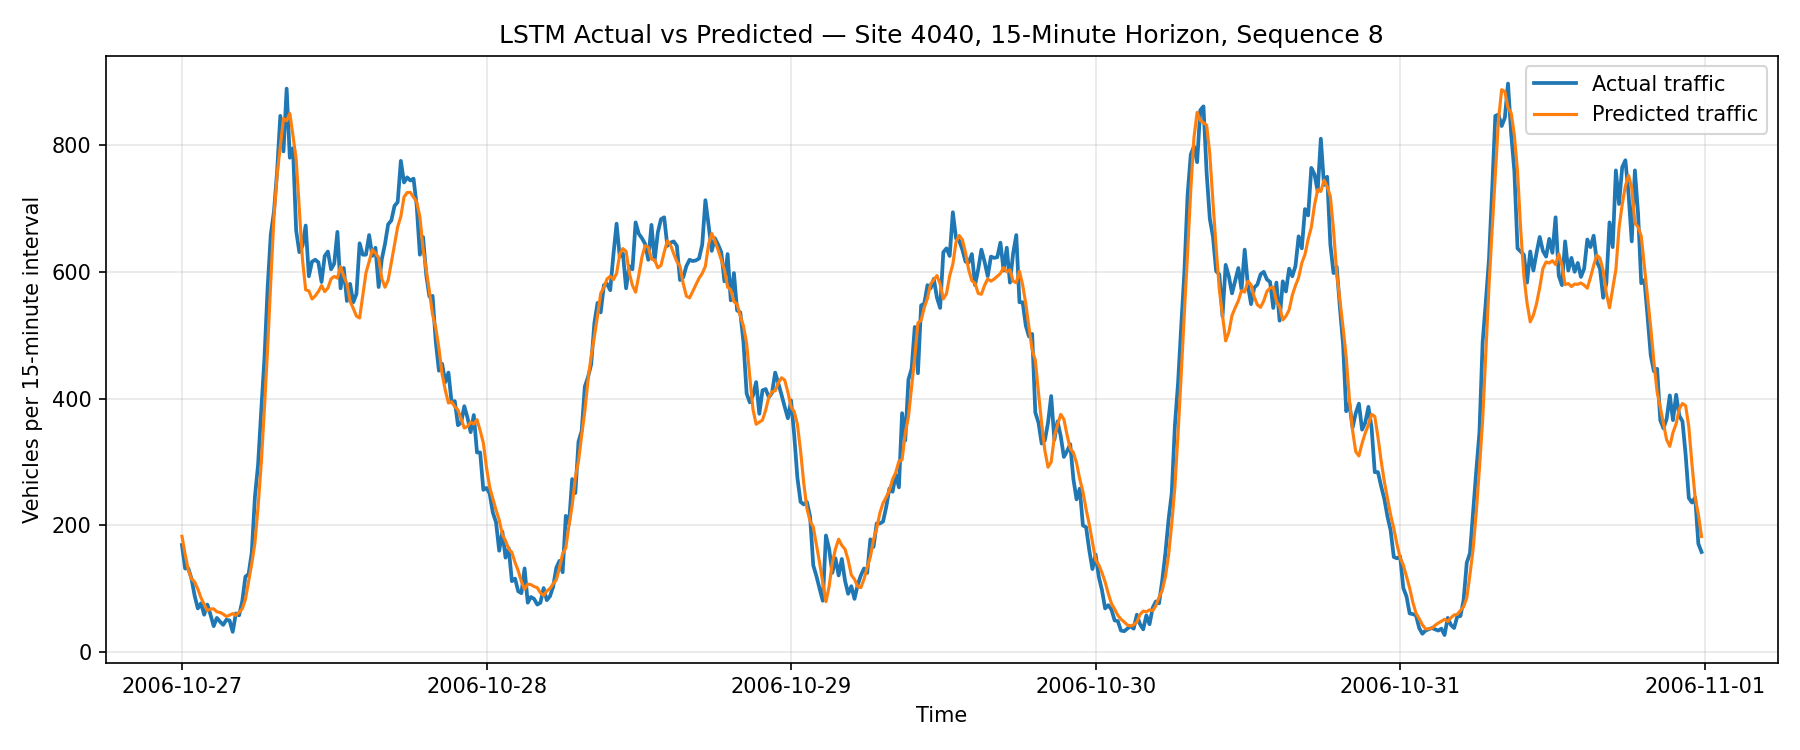 LSTM Actual vs Predicted — Site 4040, 15-Minute Horizon, Sequence 8
Actual traffic
Predicted traffic
Vehicles per 15-minute interval
800
600
400
200
0
2006-10-27 2006-10-28 2006-10-29 2006-10-30 2006-10-31 2006-11-01
Time